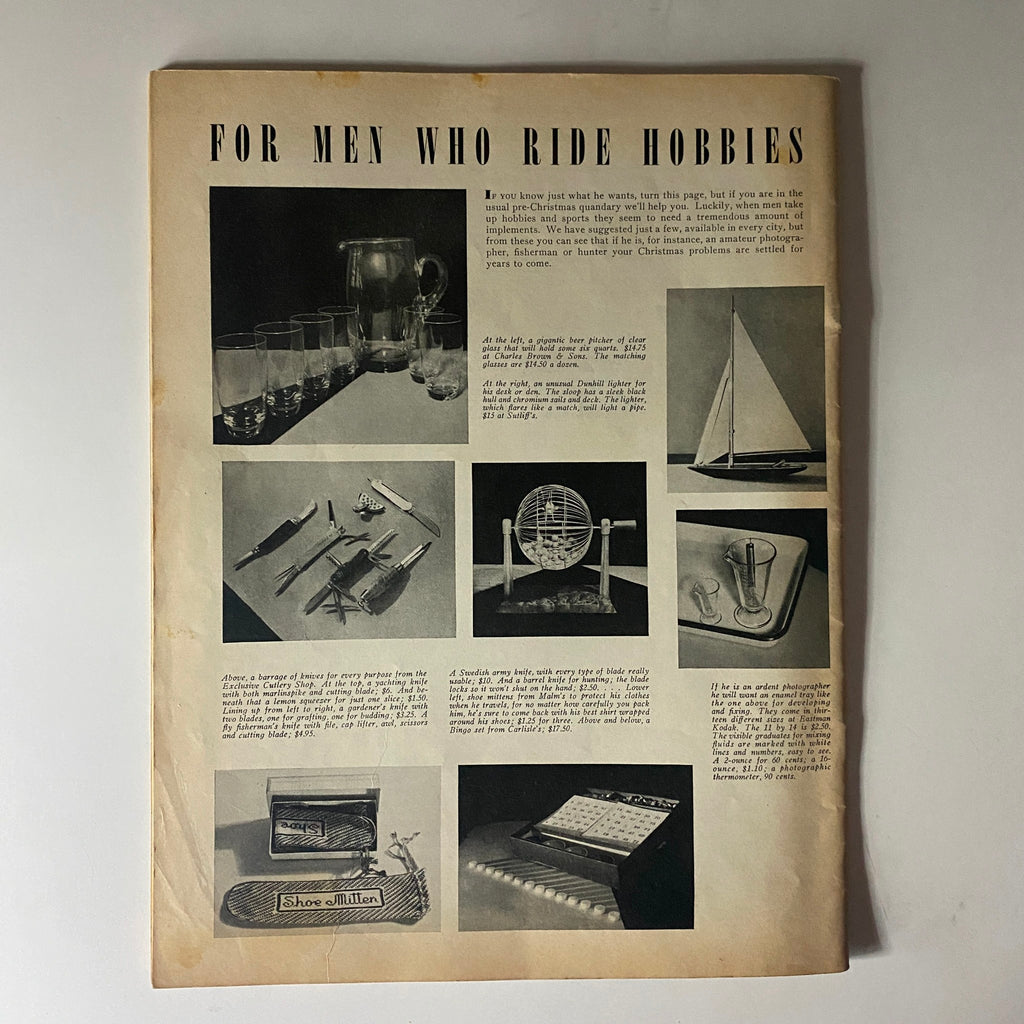 FOR MEN WHO RIDE HOBBIES
IF YOU know just what he wants, turn this page, but if you are in the
usual pre-Christmas quandary we'll help you. Luckily, when men take
up hobbies and sports they seem to need a tremendous amount of
implements. We have suggested just a few, available in every city, but
from these you can see that if he is, for instance, an amateur photogra-
pher, fisherman or hunter your Christmas problems are settled for
years to come.
At the left, a gigantic beer pitcher of clear
glass that will hold some six quarts. $14.75
at Charles Brown & Sons. The matching
glasses are $14.50 a dozen.
At the right, an unusual Dunhill lighter for
his desk or den. The sloop has a sleek black
hull and chromium sails and deck. The lighter,
which flares like a match, will light a pipe.
$15 at Sutliff's.
Above, a barrage of knives for every purpose from the
Exclusive Cutlery Shop. At the top, a yachting knife
with both marlinspike and cutting blade; $6. And be-
neath that a lemon squeezer for just one slice; $1.50.
Lining up from left to right, a gardener's knife with
two blades, one for grafting, one for budding; $3.25. A
fly fisherman's knife with file, cap lifter, awl, scissors
and cutting blade; $4.95.
A Swedish army knife, with every type of blade really
usable; $10. And a barrel knife for hunting; the blade
locks so it won't shut on the hand; $2.50. . . . Lower
left, shoe mittens from Malm's to protect his clothes
when he travels, for no matter how carefully you pack
him, he's sure to come back with his best shirt wrapped
around his shoes; $1.25 for three. Above and below, a
Bingo set from Carlisle's; $17.50.
If he is an ardent photographer
he will want an enamel tray like
the one above for developing
and fixing. They come in thir-
teen different sizes at Eastman
Kodak. The 11 by 14 is $2.50.
The visible graduates for mixing
fluids are marked with white
lines and numbers, easy to see.
A 2-ounce for 60 cents; a 16-
ounce, $1.10; a photographic
thermometer, 90 cents.
Shoe
Shoe Mitten